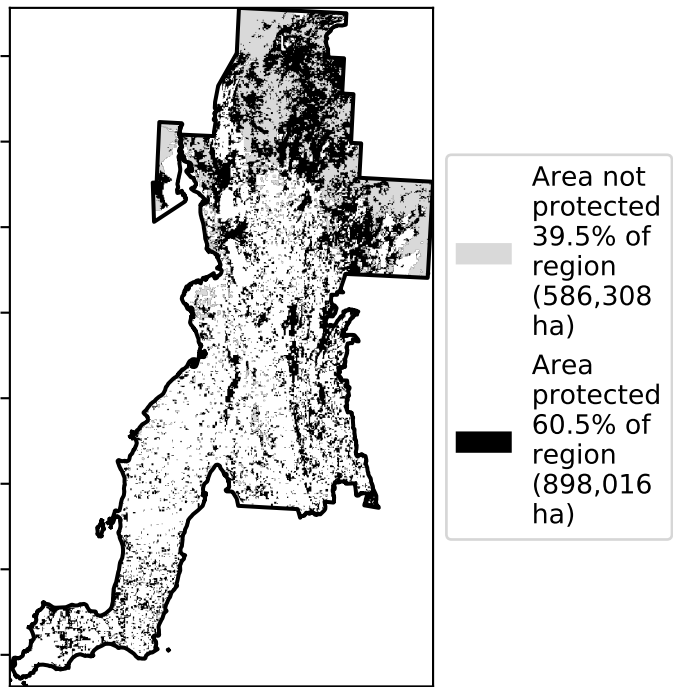 Area not
protected
39.5% of
region
(586,308
ha)
Area
protected
60.5% of
region
(898,016
ha)